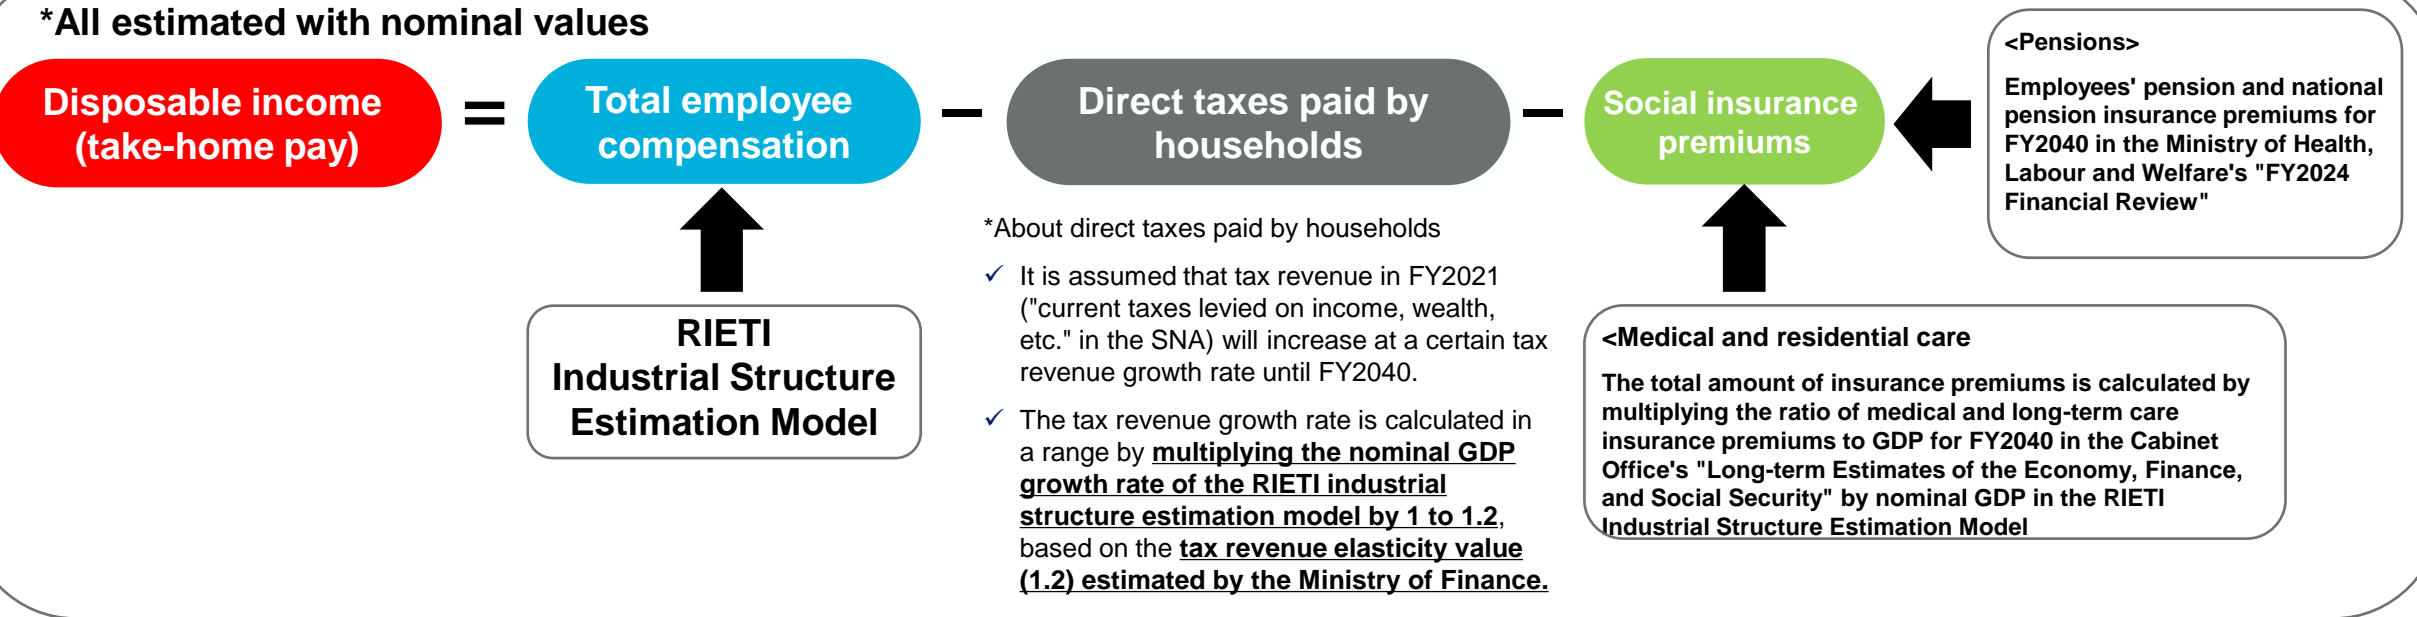 *All estimated with nominal values
Disposable income
(take-home pay)
=
Total employee
compensation
−
Direct taxes paid by
households
−
Social insurance
premiums
<Pensions>
Employees' pension and national
pension insurance premiums for
FY2040 in the Ministry of Health,
Labour and Welfare's "FY2024
Financial Review"
RIETI
Industrial Structure
Estimation Model
*About direct taxes paid by households
✓ It is assumed that tax revenue in FY2021
("current taxes levied on income, wealth,
etc." in the SNA) will increase at a certain tax
revenue growth rate until FY2040.
✓ The tax revenue growth rate is calculated in
a range by multiplying the nominal GDP
growth rate of the RIETI industrial
structure estimation model by 1 to 1.2,
based on the tax revenue elasticity value
(1.2) estimated by the Ministry of Finance.
<Medical and residential care
The total amount of insurance premiums is calculated by
multiplying the ratio of medical and long-term care
insurance premiums to GDP for FY2040 in the Cabinet
Office's "Long-term Estimates of the Economy, Finance,
and Social Security" by nominal GDP in the RIETI
Industrial Structure Estimation Model